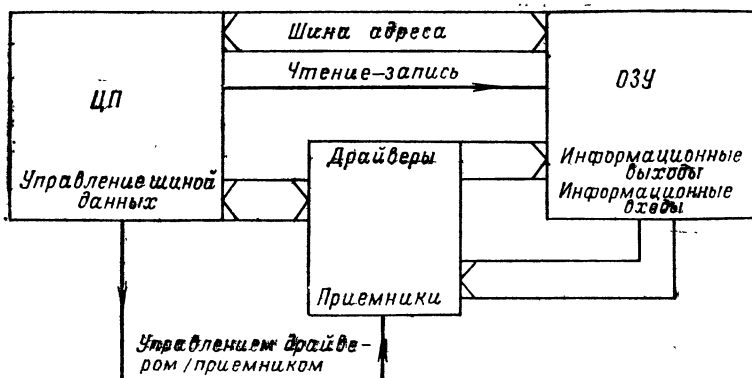 Шина адреса
Чтение-запись
ЦП
ОЗУ
Драйверы
Информационные
выходы
Информационные
входы
Управление шиной
данных
Приемники
Управлением драйве-
ром/приемником